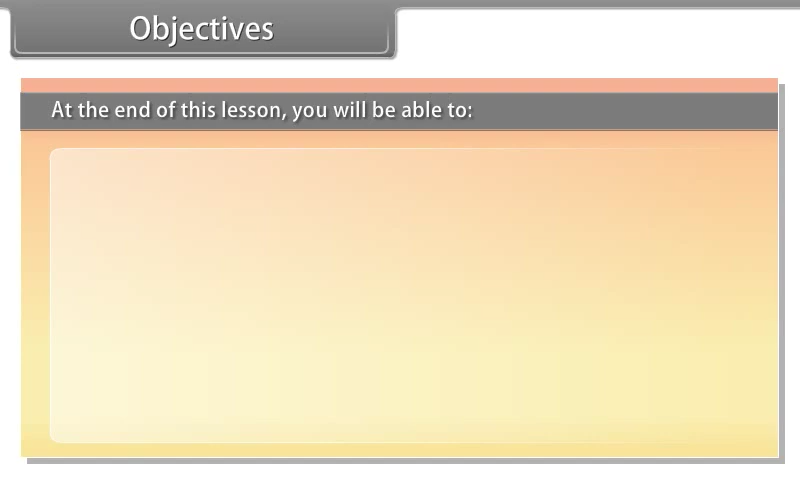 Objectives
At the end of this lesson, you will be able to: